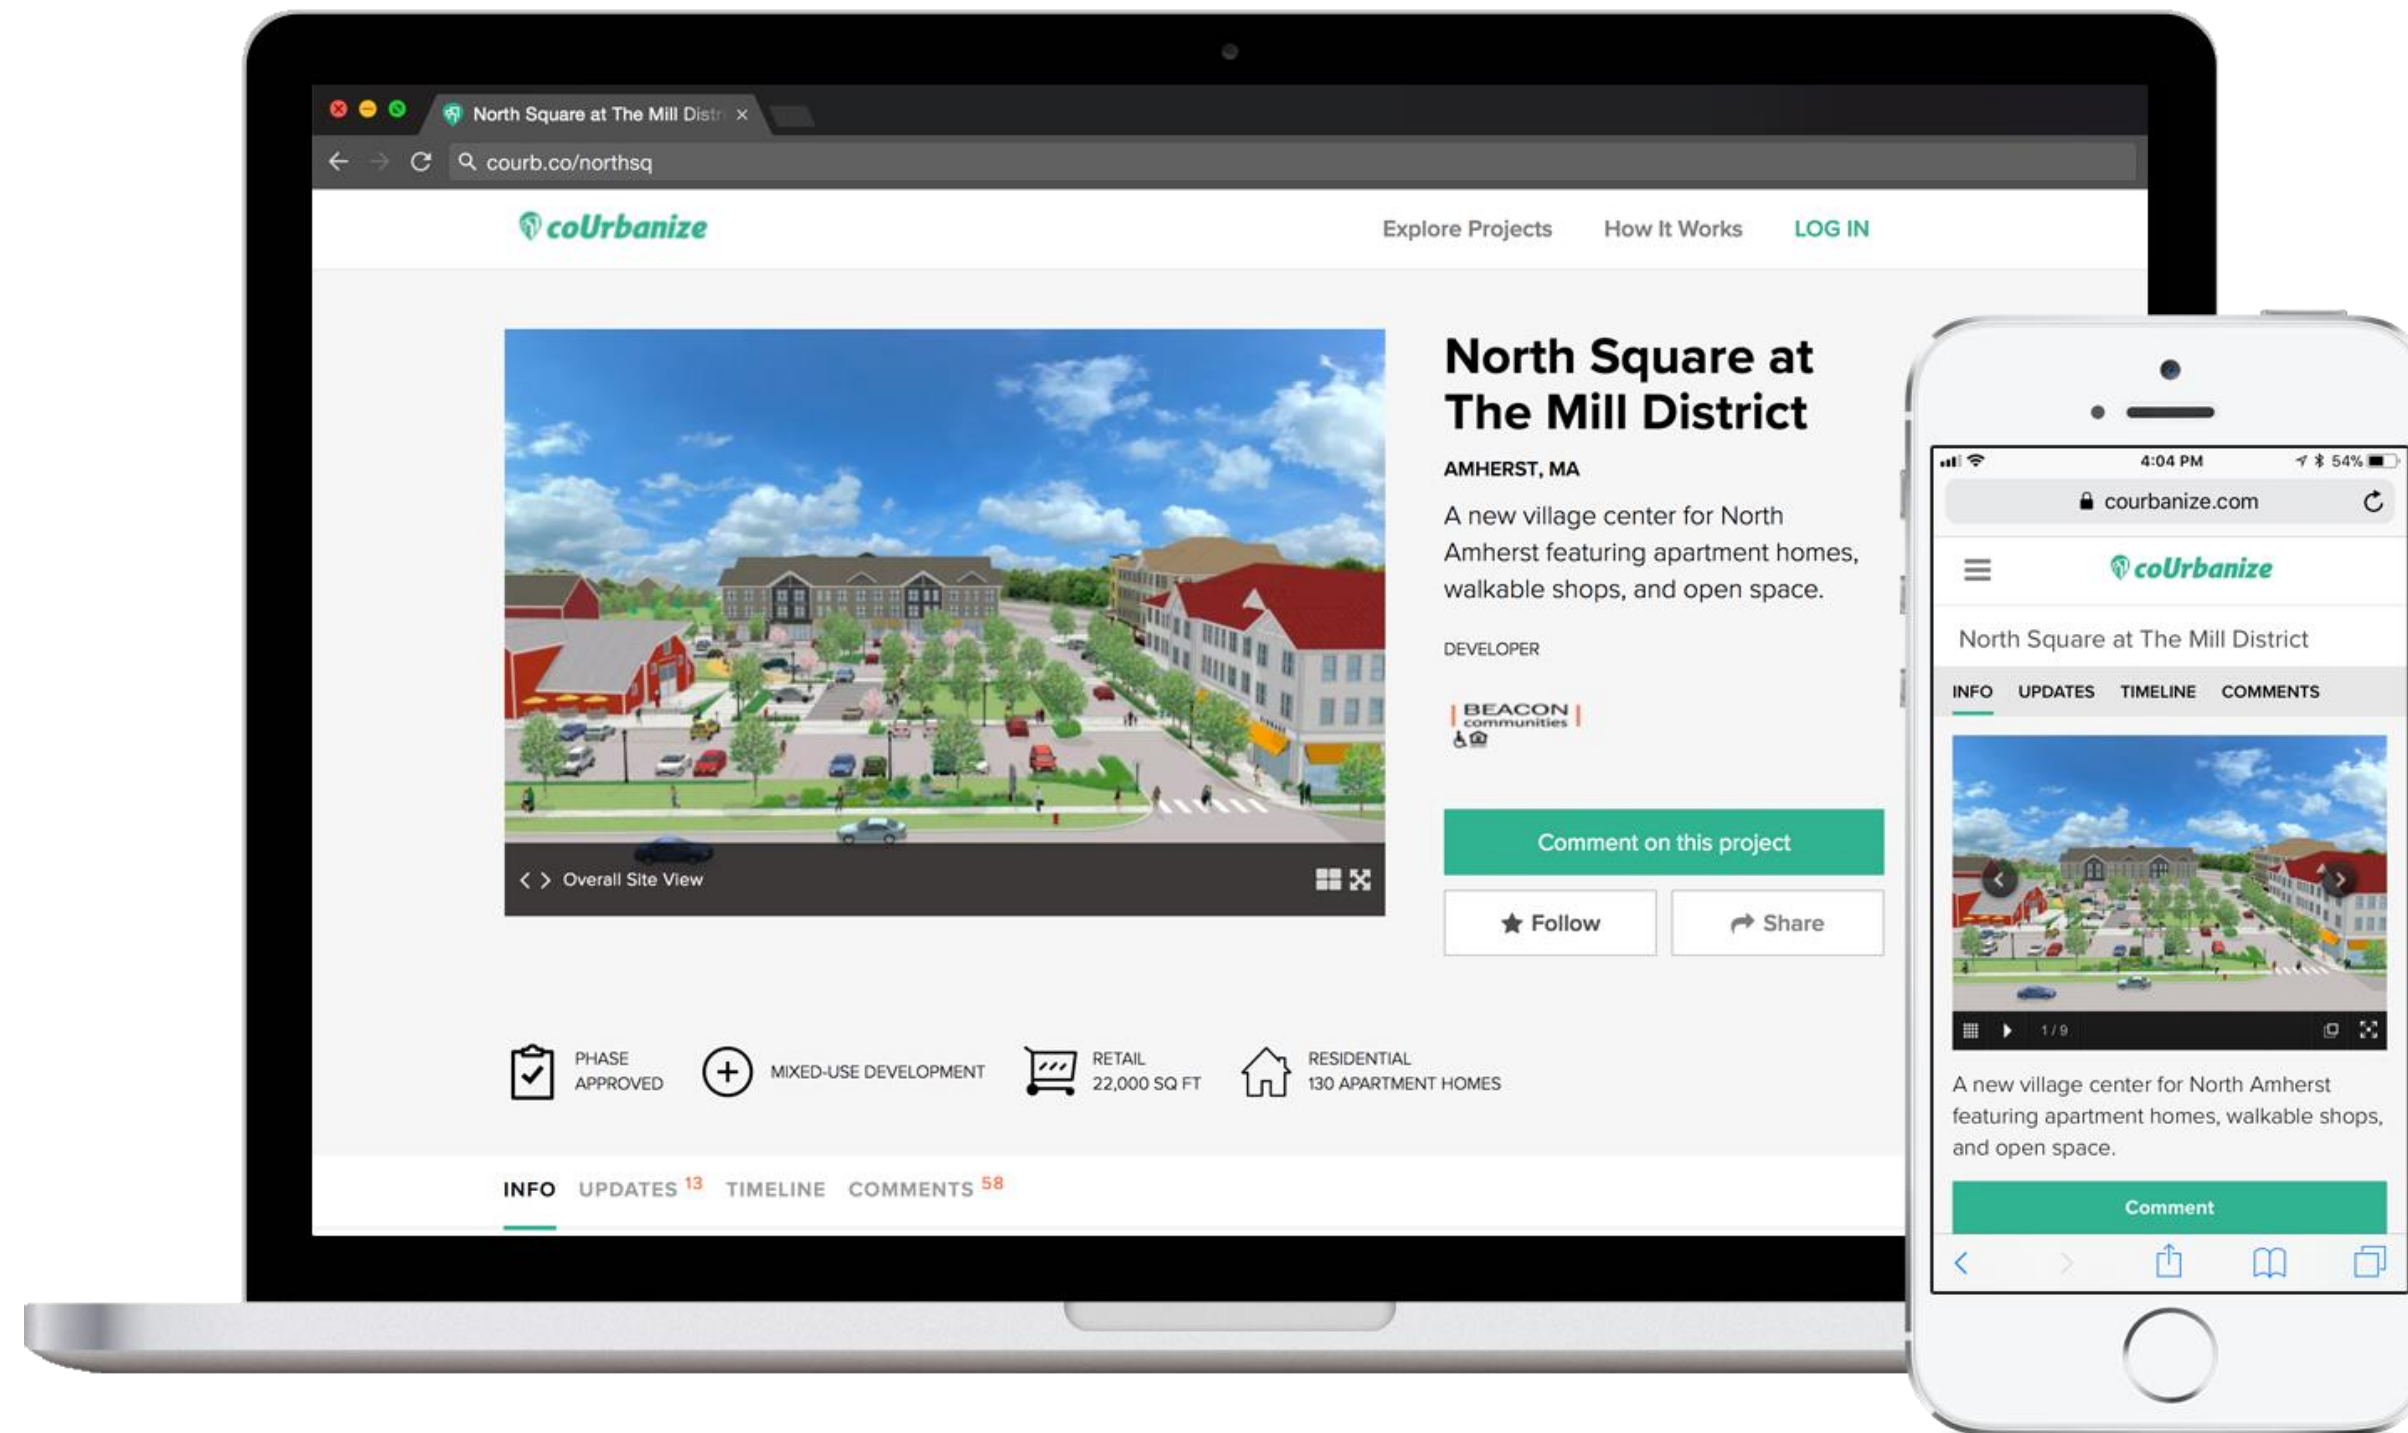 North Square at The Mill Distri
courb.co/northsq
coUrbanize
Explore Projects How It Works LOG IN
North Square at
The Mill District
AMHERST, MA
A new village center for North
Amherst featuring apartment homes,
walkable shops, and open space.
DEVELOPER
BEACON
communities
Comment on this project
Follow Share
Overall Site View
PHASE
APPROVED
MIXED-USE DEVELOPMENT
RETAIL
22,000 SQ FT
RESIDENTIAL
130 APARTMENT HOMES
INFO UPDATES 13 TIMELINE COMMENTS 58
4:04 PM 54%
courbanize.com
coUrbanize
North Square at The Mill District
INFO UPDATES TIMELINE COMMENTS
1/9
A new village center for North Amherst
featuring apartment homes, walkable shops,
and open space.
Comment